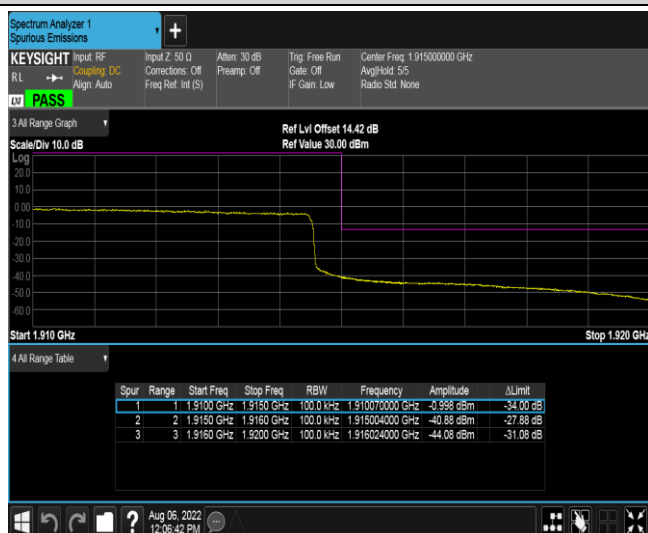 Spectrum Analyzer 1
Spurious Emissions
+
KEYSIGHT Input: RF Input Z: 50 Ω Atten: 30 dB Trig: Free Run Center Freq: 1.915000000 GHz
RL Coupling: DC Corrections: Off Preamp: Off Gate: Off Avg|Hold: 5/5
Align: Auto Freq Ref: Int (S) IF Gain: Low Radio Std: None
LXI PASS
3 All Range Graph
Ref Lvl Offset 14.42 dB
Scale/Div 10.0 dB Ref Value 30.00 dBm
Log
20.0
10.0
0.00
-10.0
-20.0
-30.0
-40.0
-50.0
-60.0
Start 1.910 GHz Stop 1.920 GHz
4 All Range Table
Spur Range Start Freq Stop Freq RBW Frequency Amplitude ΔLimit
1 1 1.9100 GHz 1.9150 GHz 100.0 kHz 1.910070000 GHz -0.998 dBm -34.00 dB
2 2 1.9150 GHz 1.9160 GHz 100.0 kHz 1.915004000 GHz -40.88 dBm -27.88 dB
3 3 1.9160 GHz 1.9200 GHz 100.0 kHz 1.916024000 GHz -44.08 dBm -31.08 dB
? Aug 06, 2022
12:06:42 PM